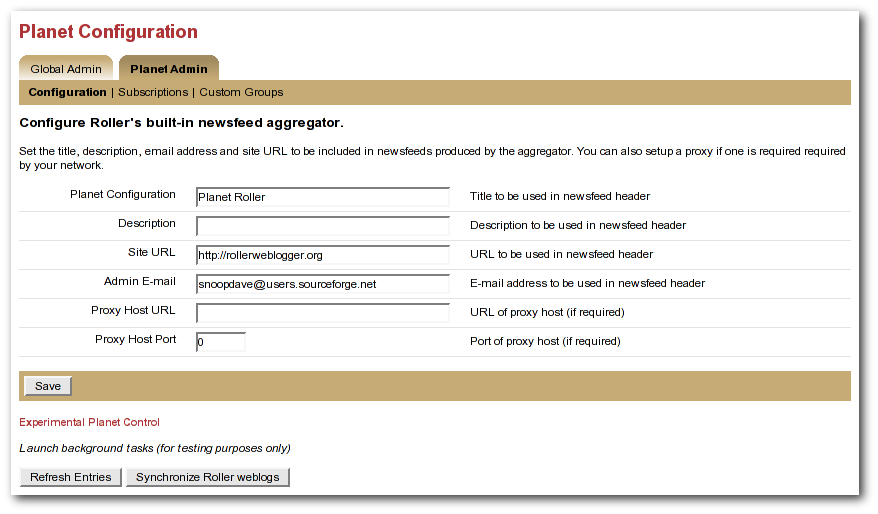 Planet Configuration
Global Admin Planet Admin
Configuration | Subscriptions | Custom Groups
Configure Roller's built-in newsfeed aggregator.
Set the title, description, email address and site URL to be included in newsfeeds produced by the aggregator. You can also setup a proxy if one is required required
by your network.
Planet Configuration Planet Roller Title to be used in newsfeed header
Description Description to be used in newsfeed header
Site URL http://rollerweblogger.org URL to be used in newsfeed header
Admin E-mail snoopdave@users.sourceforge.net E-mail address to be used in newsfeed header
Proxy Host URL URL of proxy host (if required)
Proxy Host Port 0 Port of proxy host (if required)
Save
Experimental Planet Control
Launch background tasks (for testing purposes only)
Refresh Entries Synchronize Roller weblogs